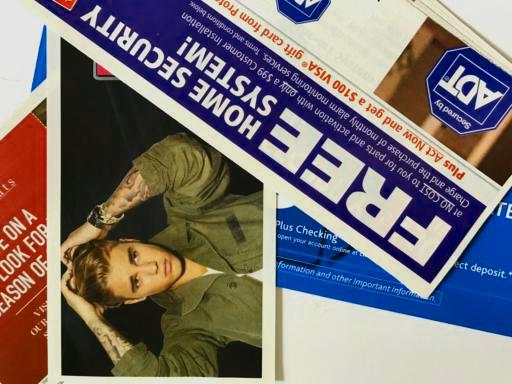 FREE
HOME SECURITY
SYSTEM!
at NO COST to you for parts and activation with only a $99 Customer Installation
Charge and the purchase of monthly alarm monitoring services. Terms and conditions below.
Plus Act Now and get a $100 VISA® gift card from
Secured by
ADT
Plus Checking
open your account online at
ect deposit.*
nformation and other Important information.
E ON A
LOOK FOR
EASON OF